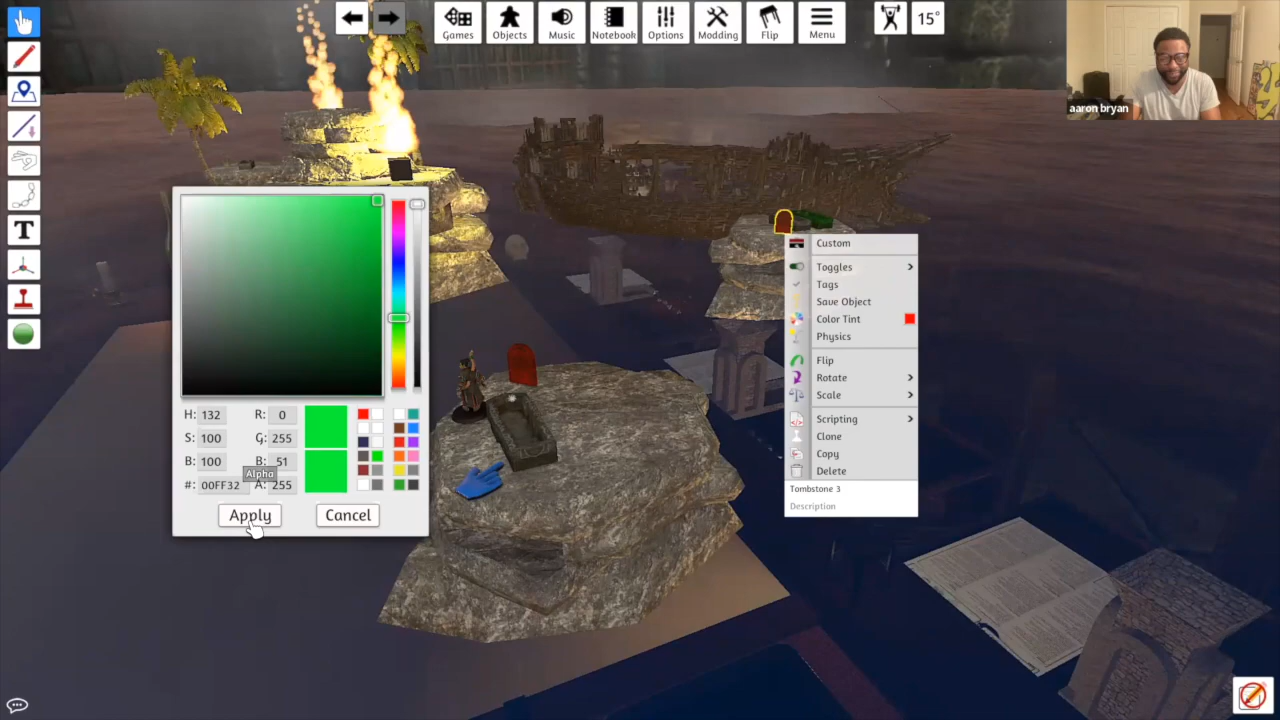 Games
Objects
Music
Notebook
Options
Modding
Flip
Menu
15°
aaron bryan
T
Custom
Toggles
Tags
Save Object
Color Tint
Physics
Flip
Rotate
Scale
Scripting
Clone
Copy
Delete
Tombstone 3
Description
H: 132 R: 0
S: 100 G: 255
B: 100 B: 51
Alpha
#: 00FF32 A: 255
Apply Cancel